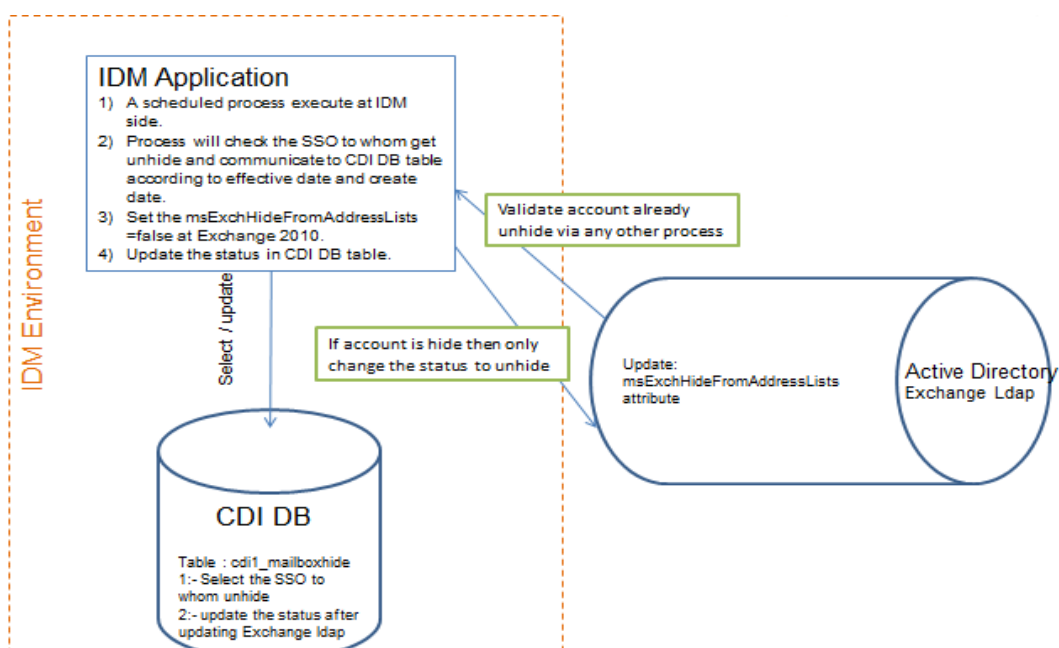 IDM Environment
IDM Application
1) A scheduled process execute at IDM
side.
2) Process will check the SSO to whom get
unhide and communicate to CDI DB table
according to effective date and create
date.
3) Set the msExchHideFromAddressLists
=false at Exchange 2010.
4) Update the status in CDI DB table.
Validate account already
unhide via any other process
Select / update
If account is hide then only
change the status to unhide
Update:
msExchHideFromAddressLists
attribute
Active Directory
Exchange Ldap
CDI DB
Table : cdi1_mailboxhide
1:- Select the SSO to
whom unhide
2:- update the status after
updating Exchange ldap